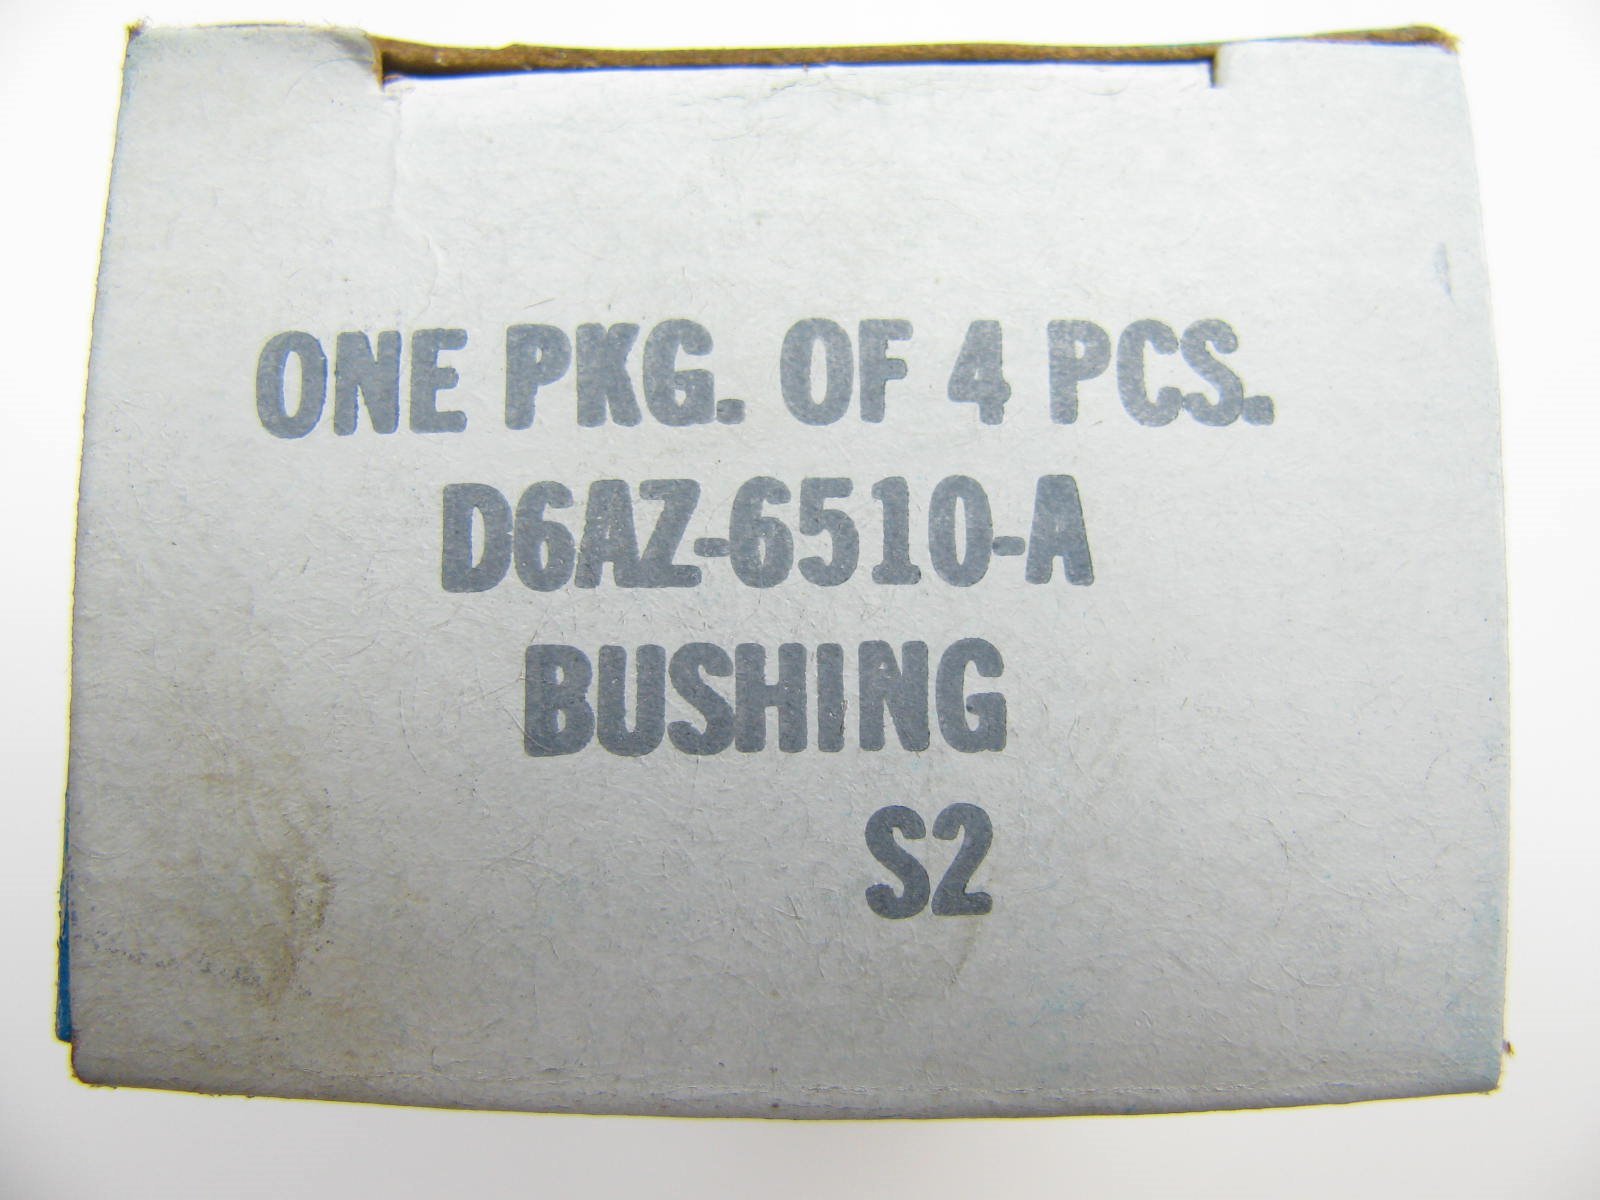 ONE PKG. OF 4 PCS.
D6AZ-6510-A
BUSHING
S2